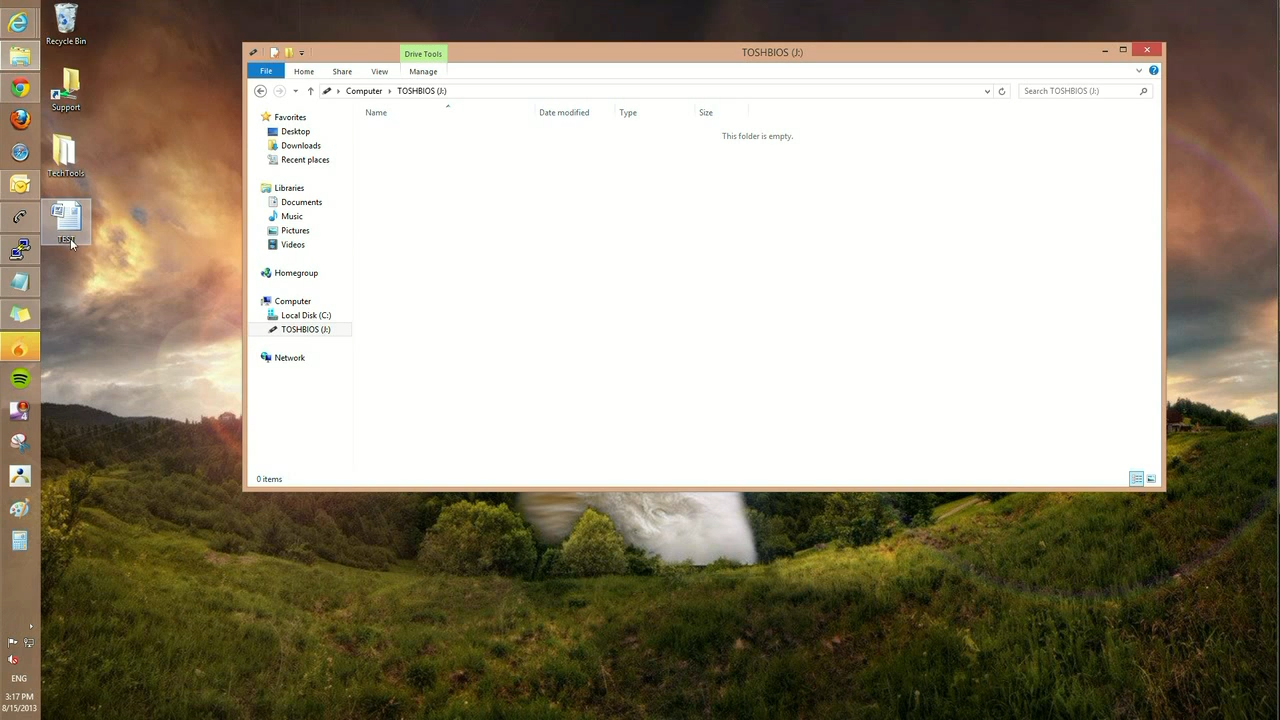 Recycle Bin
Support
TechTools
TEST
Drive Tools
TOSHBIOS (J:)
File Home Share View Manage
Computer TOSHBIOS (J:)
Search TOSHBIOS (J:)
Name Date modified Type Size
This folder is empty.
Favorites
Desktop
Downloads
Recent places
Libraries
Documents
Music
Pictures
Videos
Homegroup
Computer
Local Disk (C:)
TOSHBIOS (J:)
Network
0 items
ENG
3:17 PM
8/15/2013